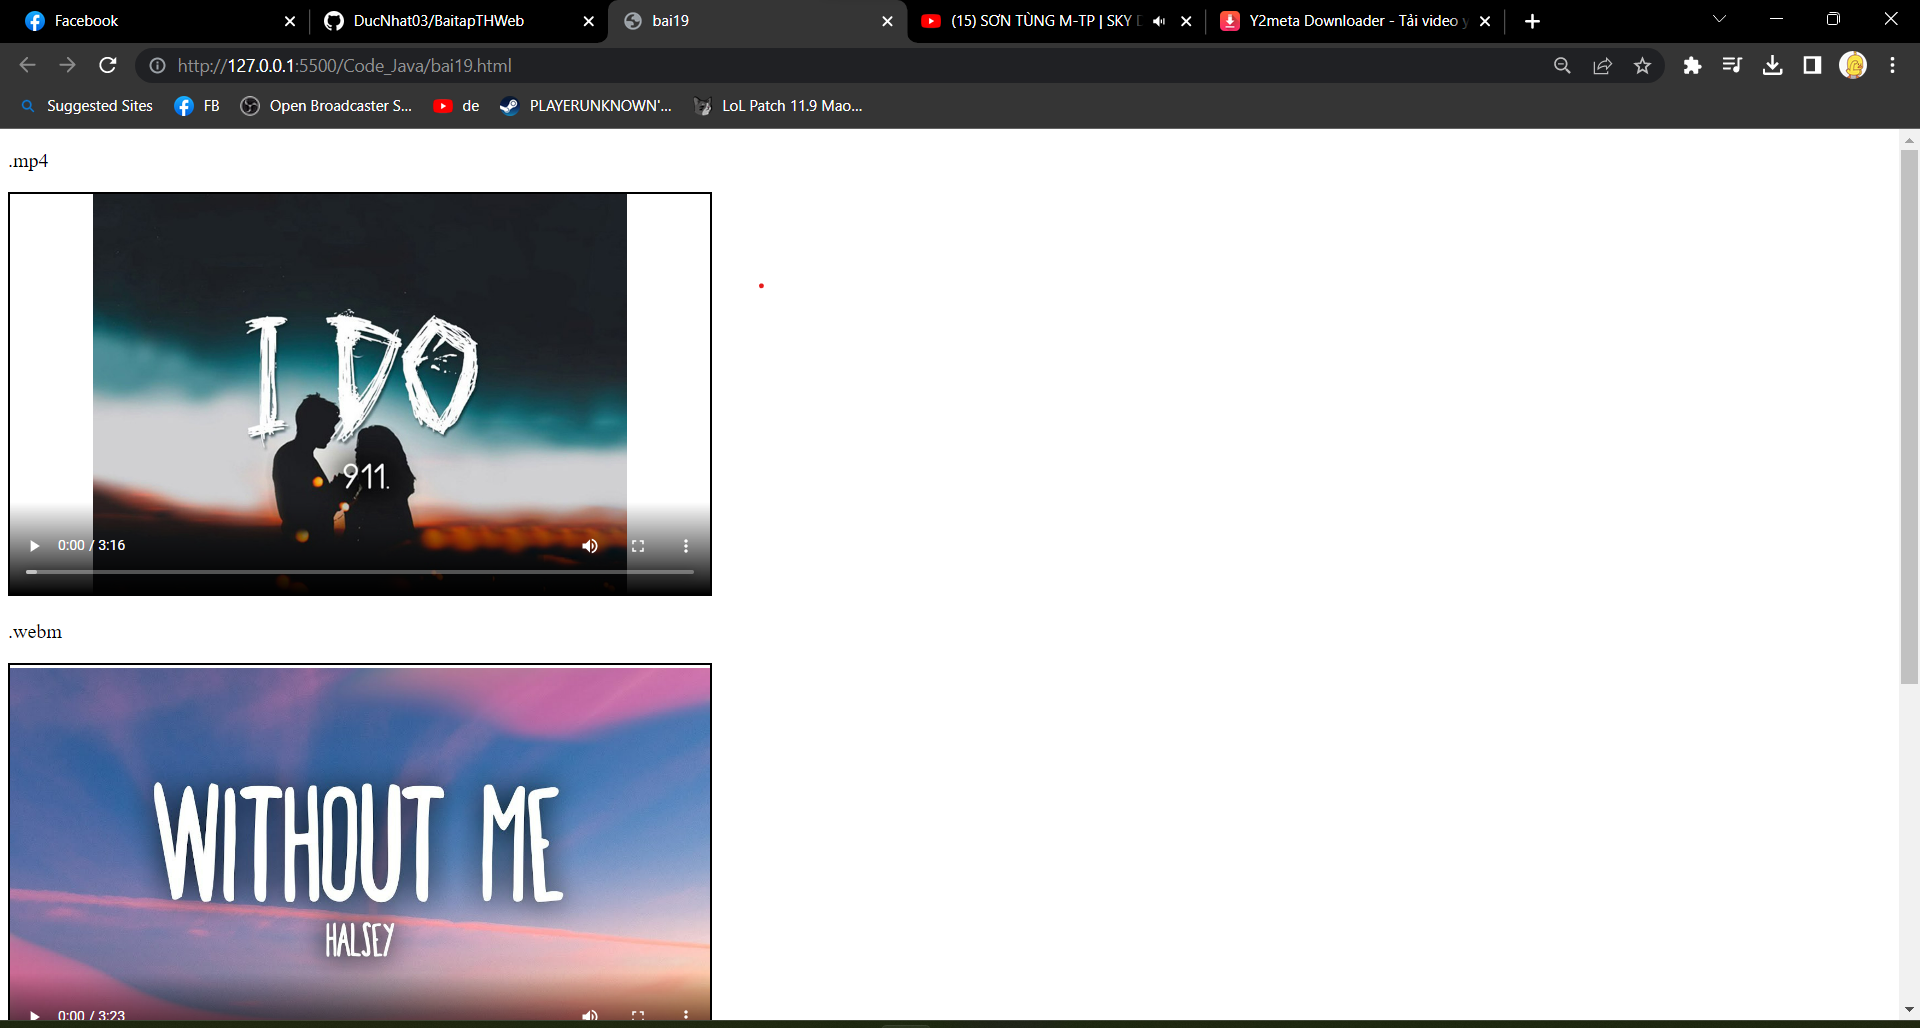 Facebook
DucNhat03/BaitapTHWeb
bai19
(15) SƠN TÙNG M-TP | SKY
Y2meta Downloader - Tải video
http://127.0.0.1:5500/Code_Java/bai19.html
Suggested Sites
FB
Open Broadcaster S...
de
PLAYERUNKNOWN'...
LoL Patch 11.9 Mao...
.mp4
I DO
911.
0:00 / 3:16
.webm
WITHOUT ME
HALSEY
0:00 / 3:23